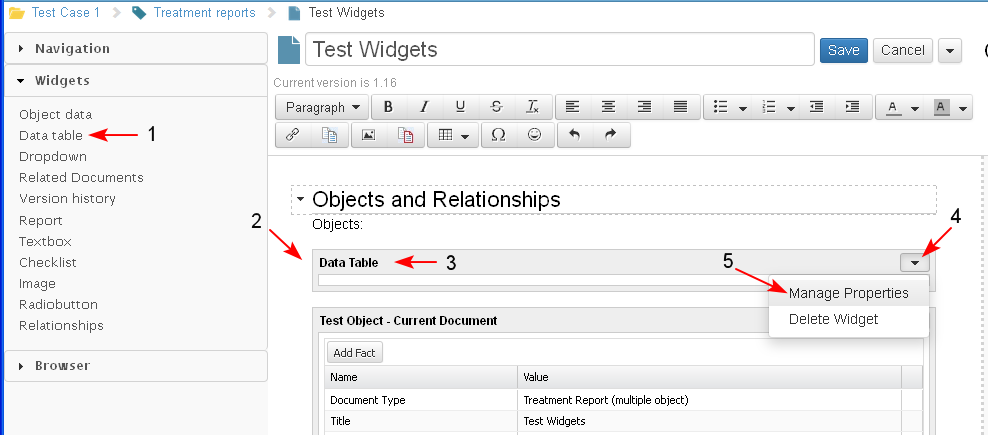 Test Case 1 Treatment reports Test Widgets
Navigation
Widgets
Object data
Data table 1
Dropdown
Related Documents
Version history
Report
Textbox
Checklist
Image
Radiobutton
Relationships
Browser
Test Widgets Save Cancel
Current version is 1.16
Paragraph B I U S Tx A A
Ω
Objects and Relationships
Objects:
2 4
Data Table 3 5
Manage Properties
Delete Widget
Test Object - Current Document
Add Fact
Name Value
Document Type Treatment Report (multiple object)
Title Test Widgets